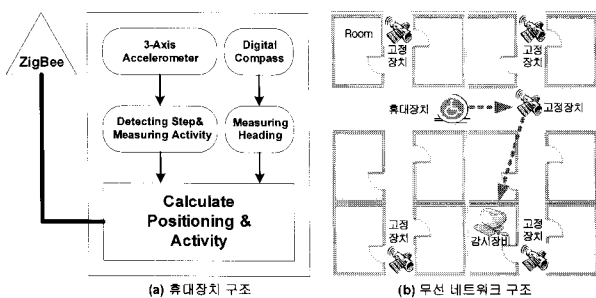 ZigBee
3-Axis
Accelerometer
Digital
Compass
Detecting Step&
Measuring Activity
Measuring
Heading
Calculate
Positioning &
Activity
(a) 휴대장치 구조
Room
고정
장치
고정
장치
휴대장치
고정장치
고정
장치
감시장비
고정
장치
(b) 무선 네트워크 구조